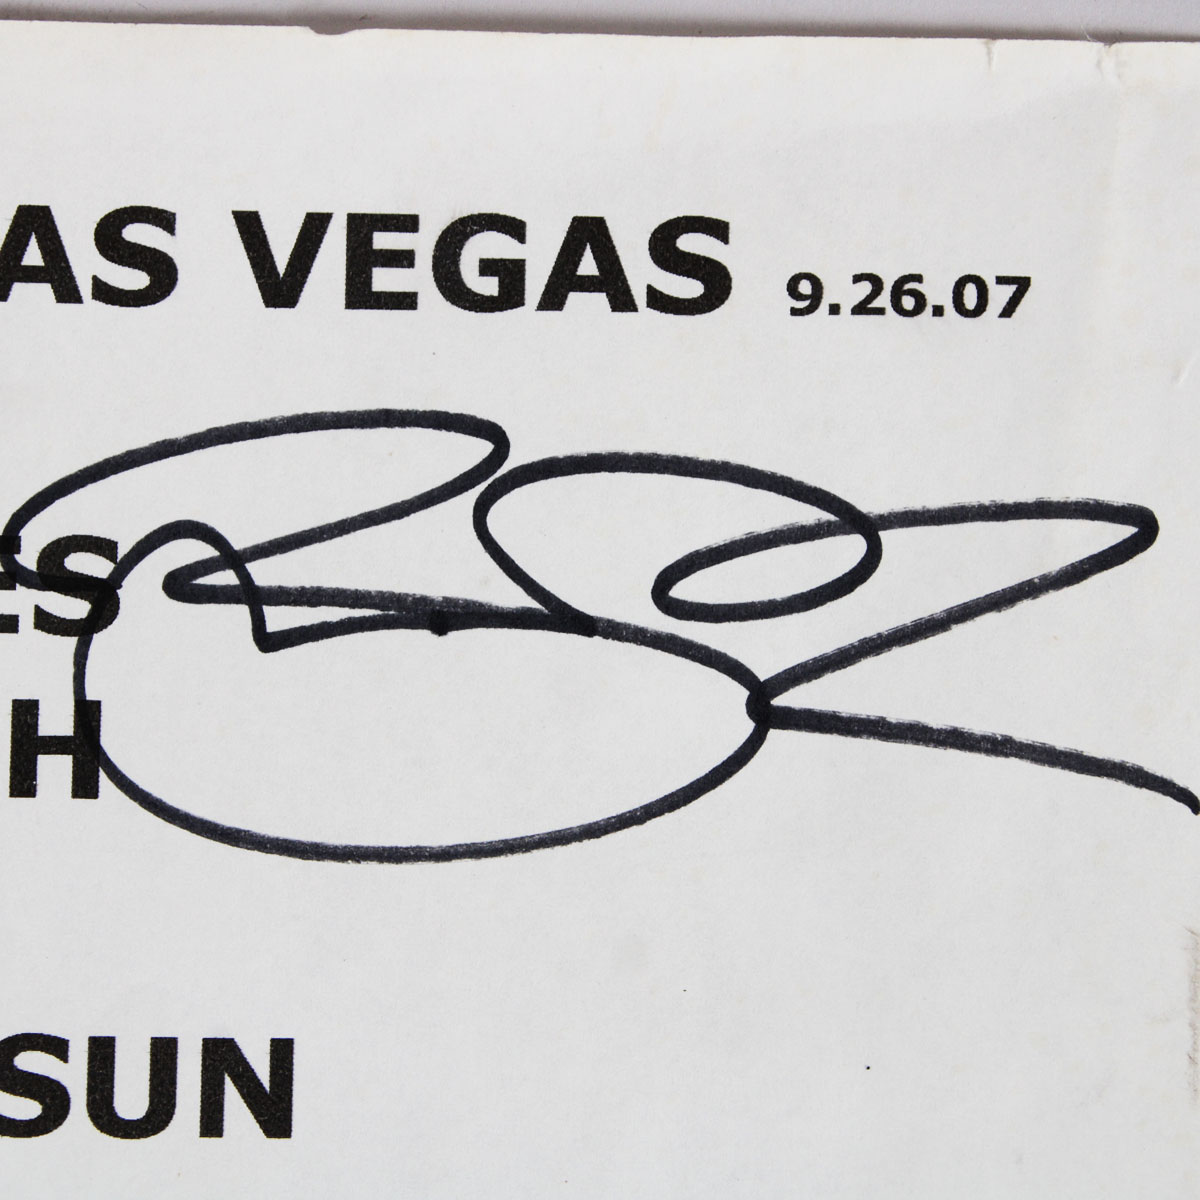 AS VEGAS 9.26.07
ES
H
SUN